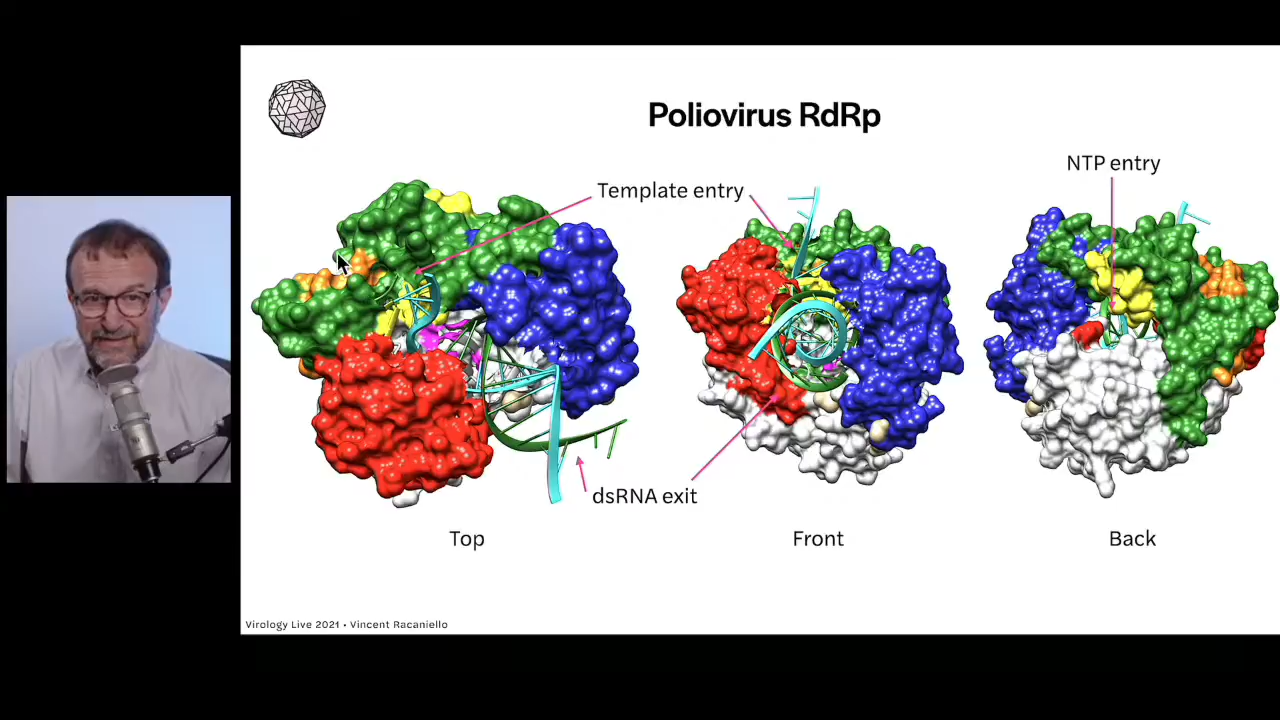 Poliovirus RdRp
NTP entry
Template entry
dsRNA exit
Top
Front
Back
Virology Live 2021 • Vincent Racaniello